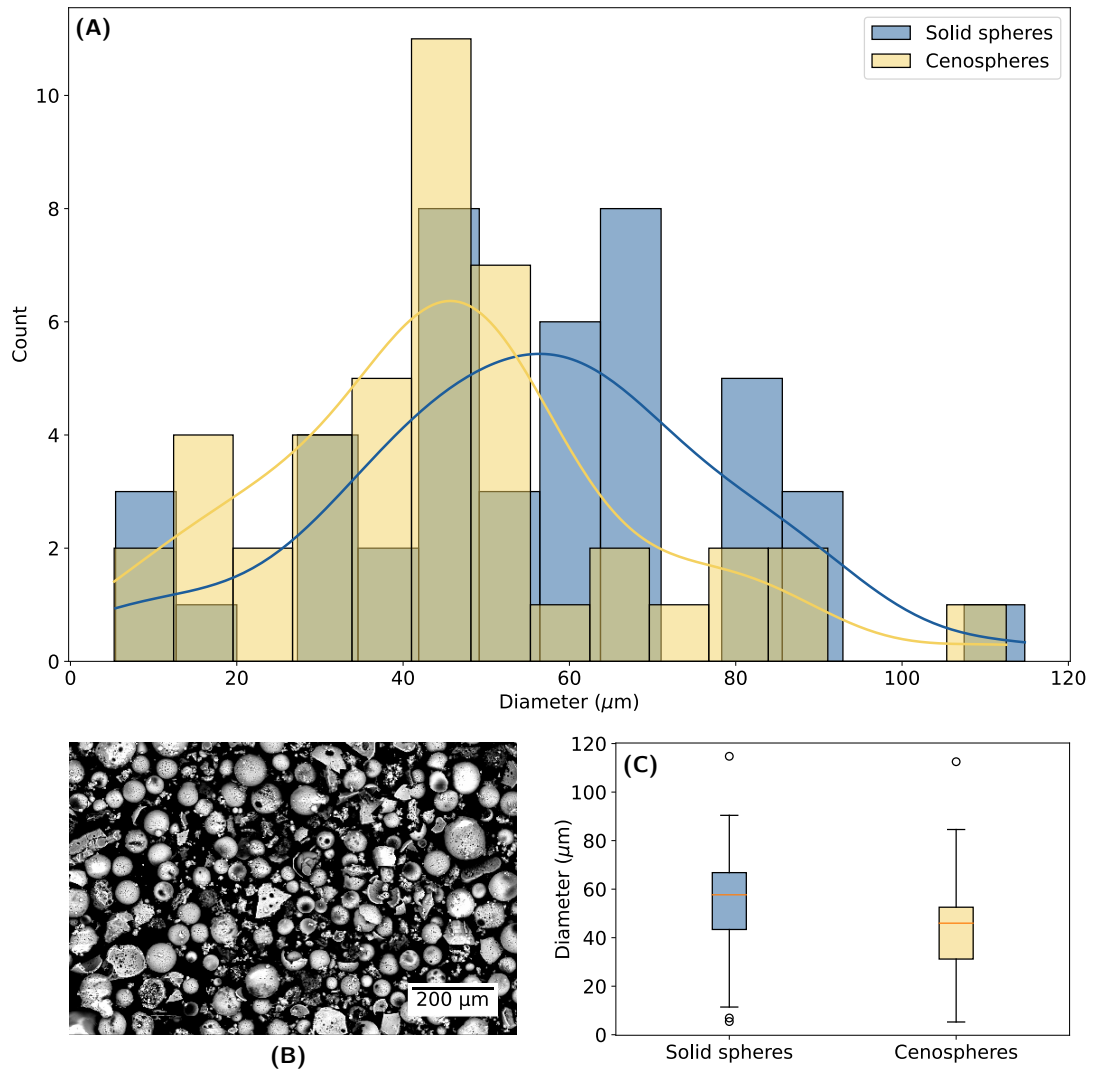 (A)
Solid spheres
Cenospheres
10
8
6
4
2
0
Count
0 20 40 60 80 100 120
Diameter (μm)
200 μm
(B)
(C)
120
100
80
60
40
20
0
Diameter (μm)
Solid spheres Cenospheres